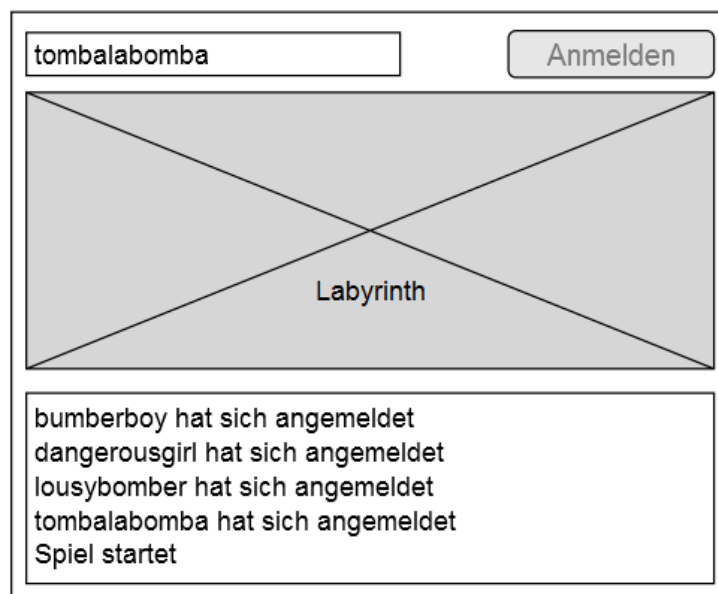 tombalabomba
Anmelden
Labyrinth
bumberboy hat sich angemeldet
dangerousgirl hat sich angemeldet
lousybomber hat sich angemeldet
tombalabomba hat sich angemeldet
Spiel startet